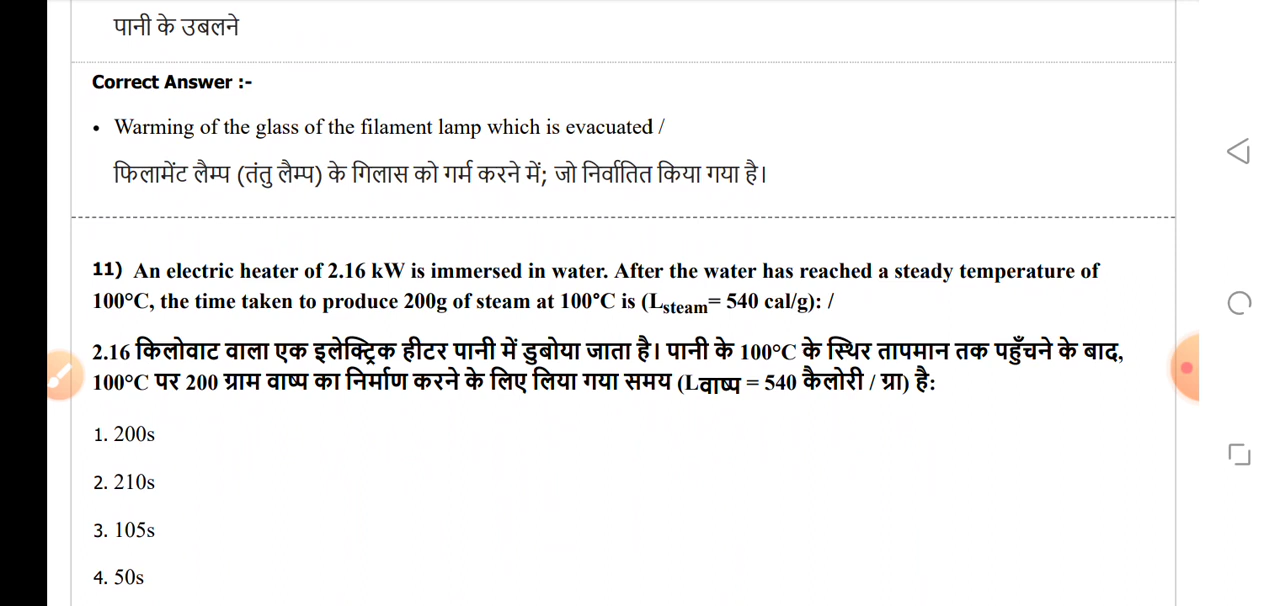 पानी के उबलने
Correct Answer :-
• Warming of the glass of the filament lamp which is evacuated /
फिलामेंट लैम्प (तंतु लैम्प) के गिलास को गर्म करने में; जो निर्वातित किया गया है।
11) An electric heater of 2.16 kW is immersed in water. After the water has reached a steady temperature of
100°C, the time taken to produce 200g of steam at 100°C is (Lsteam= 540 cal/g): /
2.16 किलोवाट वाला एक इलेक्ट्रिक हीटर पानी में डुबोया जाता है। पानी के 100°C के स्थिर तापमान तक पहुँचने के बाद,
100°C पर 200 ग्राम वाष्प का निर्माण करने के लिए लिया गया समय (Lवाष्प = 540 कैलोरी / ग्रा) है:
1. 200s
2. 210s
3. 105s
4. 50s